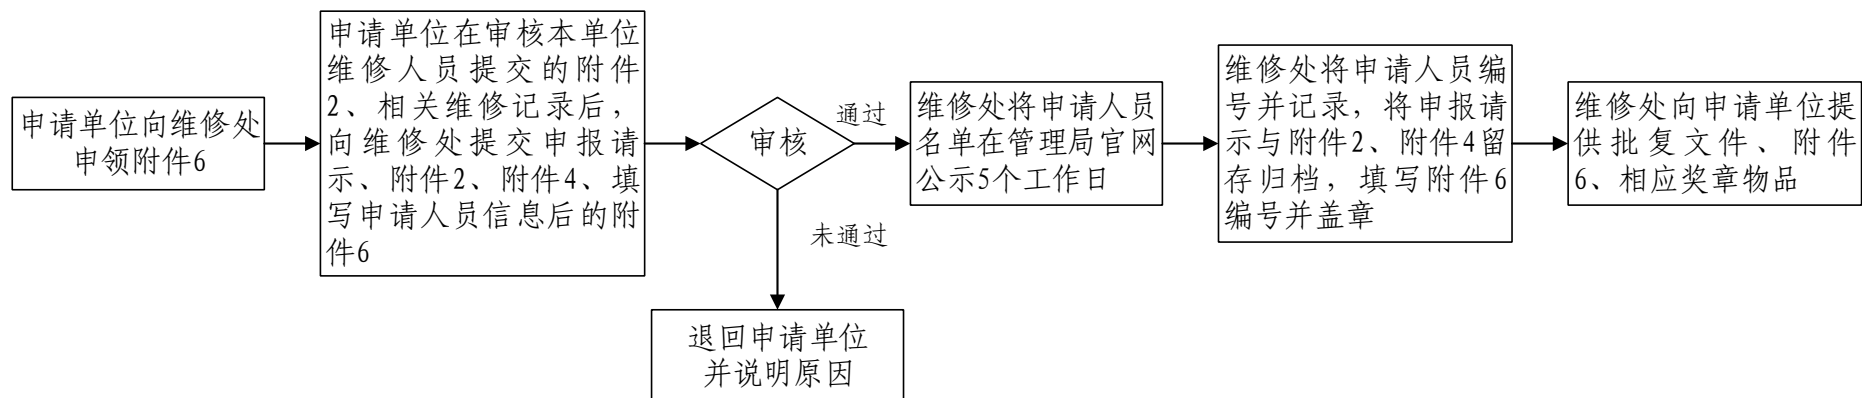 申请单位向维修处
申领附件6
申请单位在审核本单位
维修人员提交的附件
2、相关维修记录后，
向维修处提交申报请
示、附件2、附件4、填
写申请人员信息后的附
件6
审核
通过
未通过
退回申请单位
并说明原因
维修处将申请人员
名单在管理局官网
公示5个工作日
维修处将申请人员编
号并记录，将申报请
示与附件2、附件4留
存归档，填写附件6
编号并盖章
维修处向申请单位提
供批复文件、附件
6、相应奖章物品